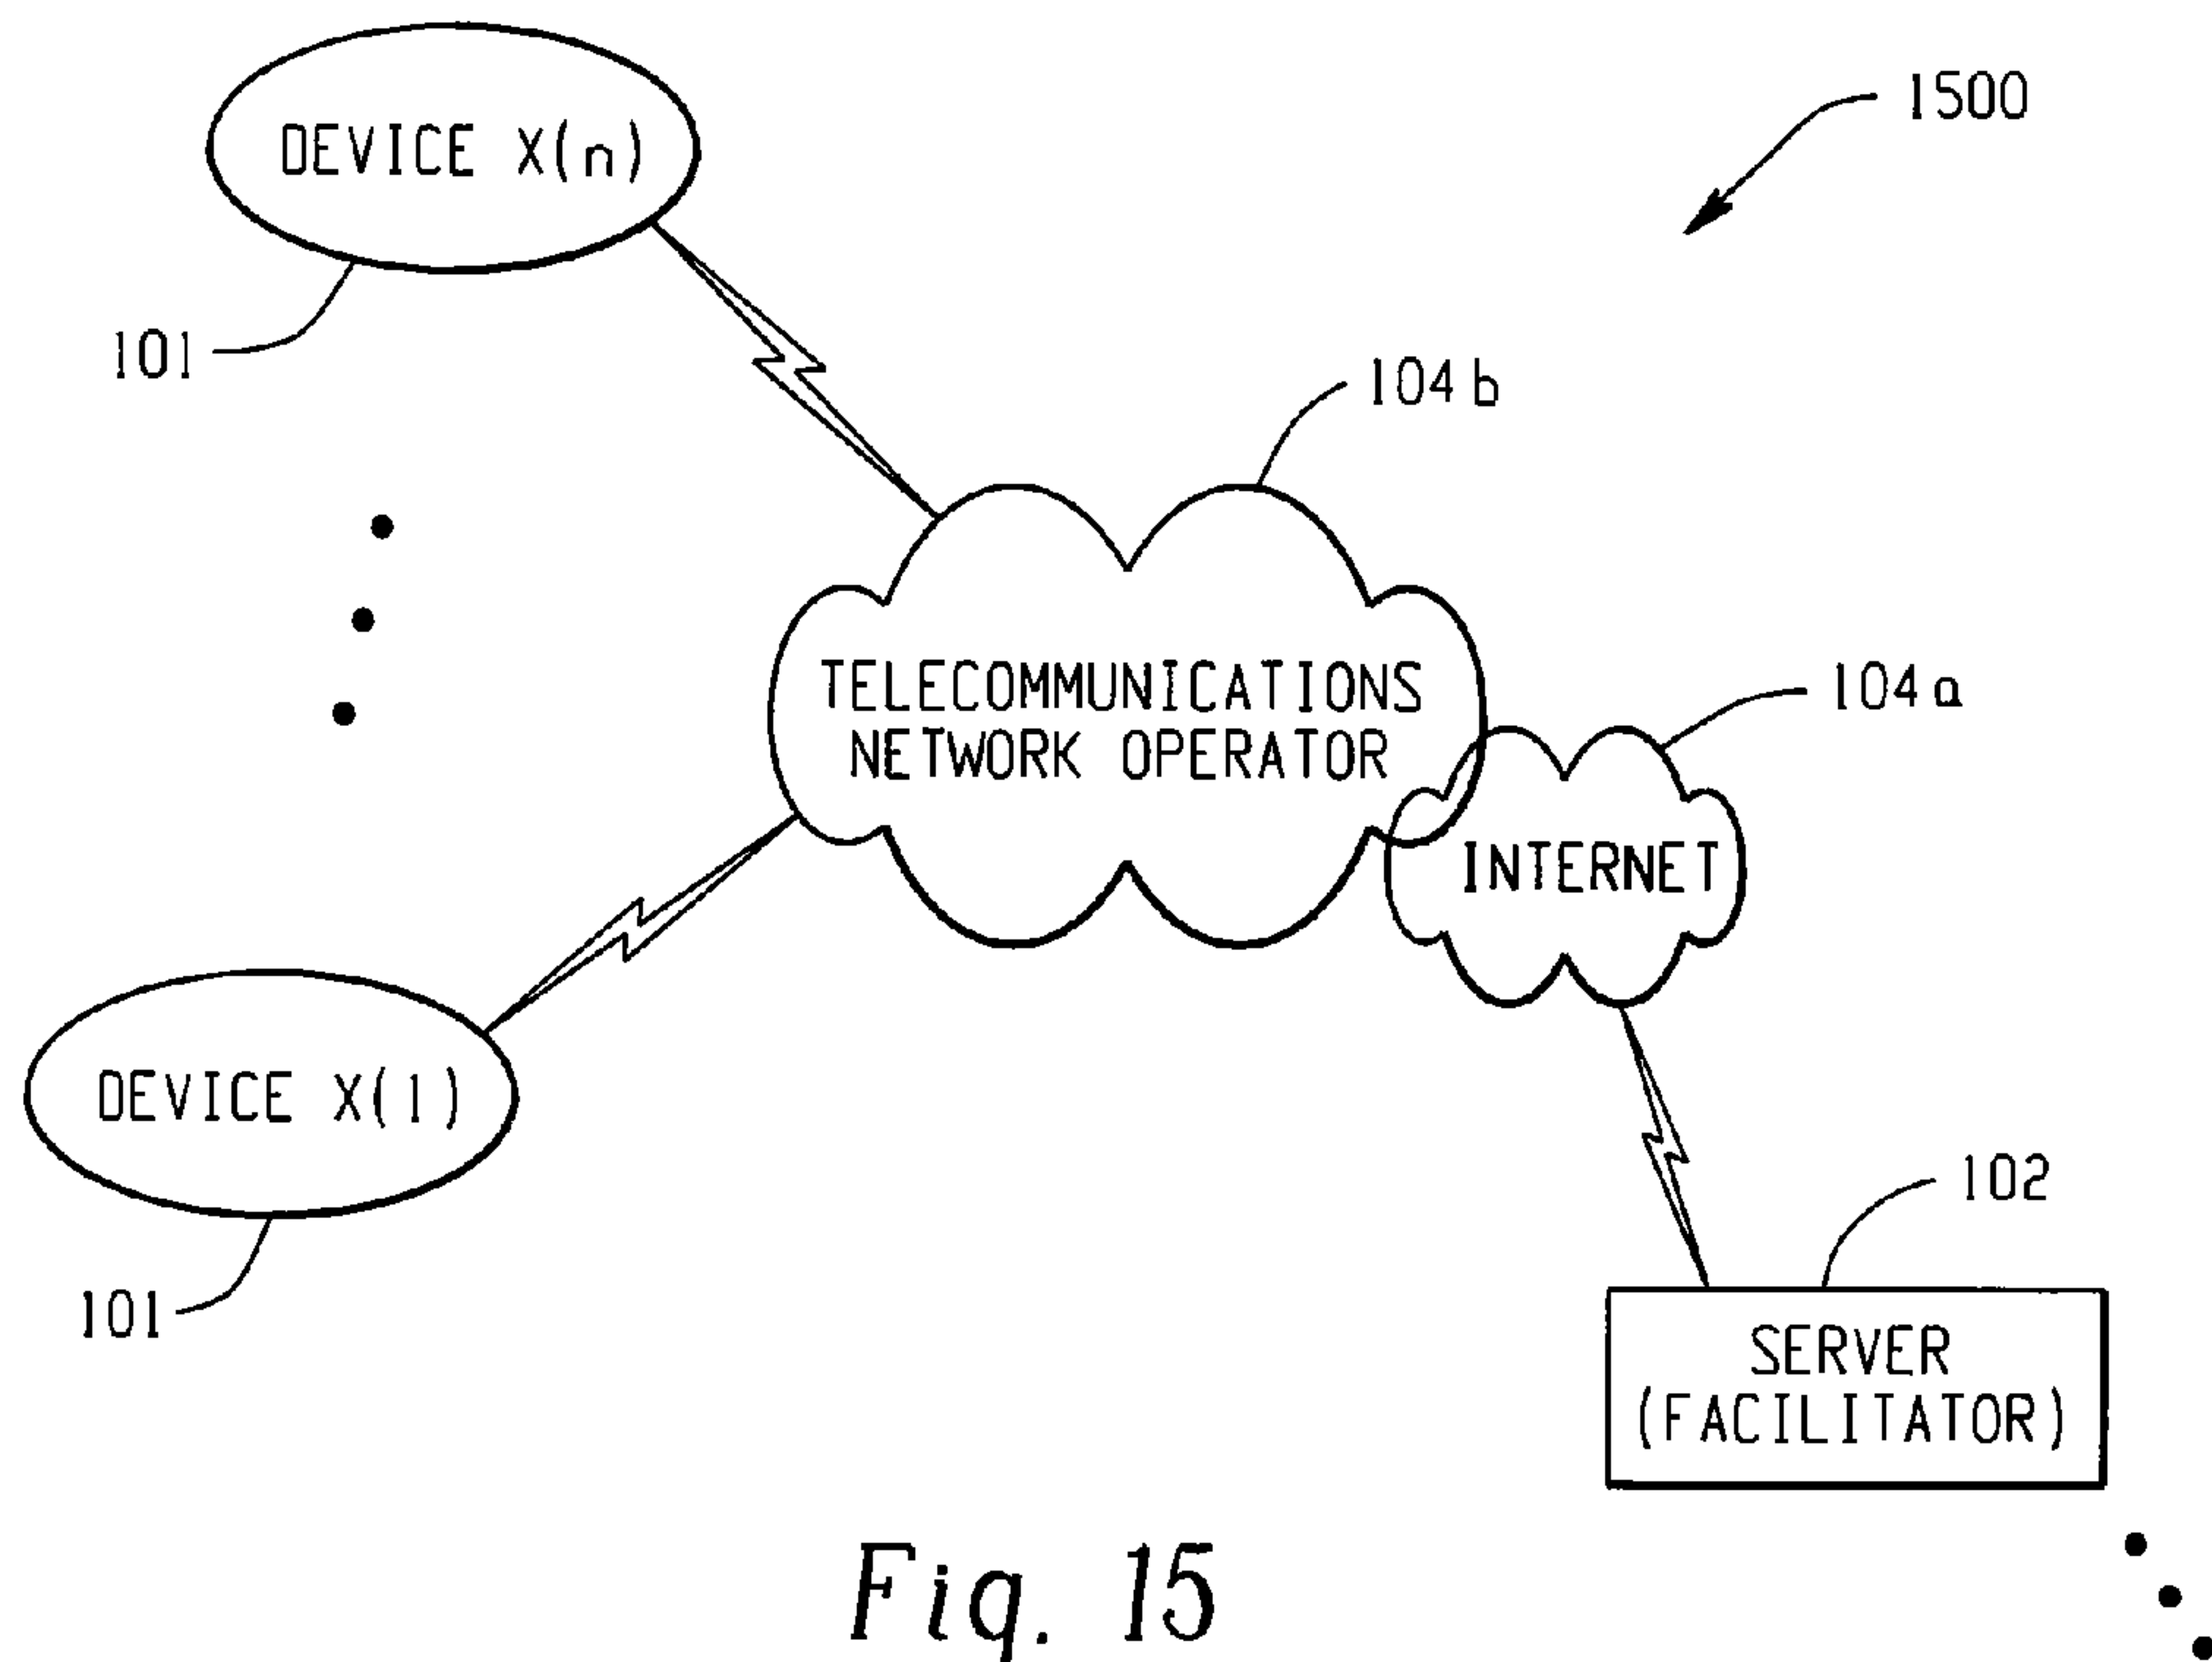 DEVICE X(n)
1500
101
104b
TELECOMMUNICATIONS
NETWORK OPERATOR
104a
INTERNET
DEVICE X(1)
102
101
SERVER
(FACILITATOR)
Fig. 15